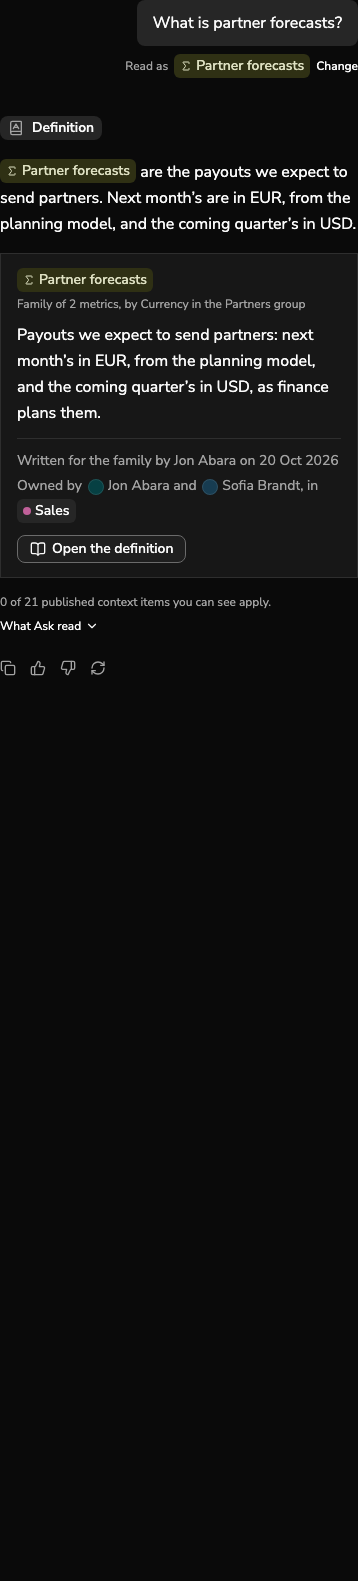 What is partner forecasts?
Read as Partner forecasts Change
Definition
Partner forecasts are the payouts we expect to
send partners. Next month’s are in EUR, from the
planning model, and the coming quarter’s in USD.
Partner forecasts
Family of 2 metrics, by Currency in the Partners group
Payouts we expect to send partners: next
month’s in EUR, from the planning model,
and the coming quarter’s in USD, as finance
plans them.
Written for the family by Jon Abara on 20 Oct 2026
Owned by Jon Abara and Sofia Brandt, in
Sales
Open the definition
0 of 21 published context items you can see apply.
What Ask read